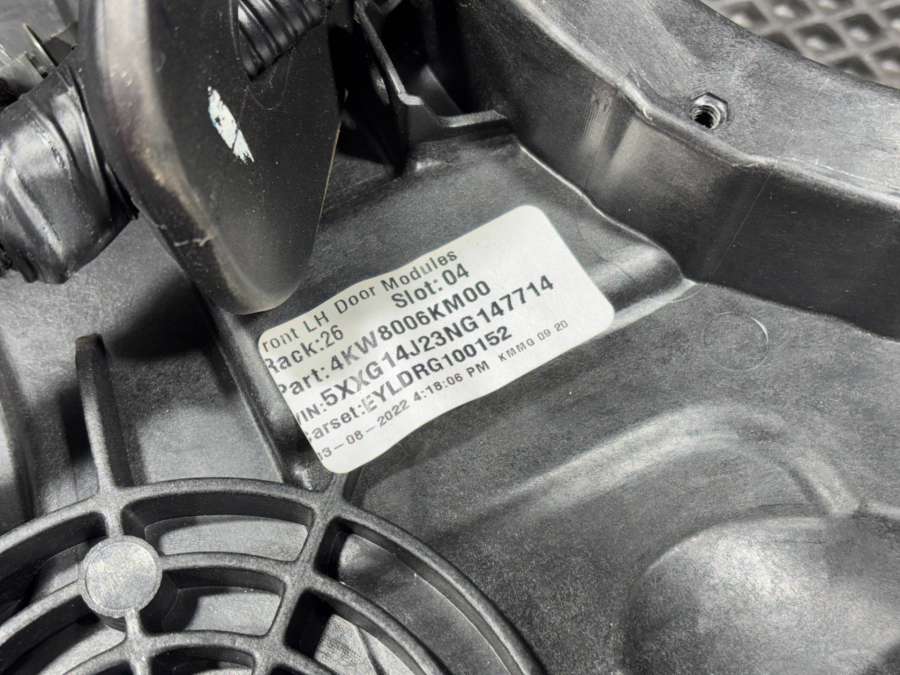 ront LH Door Modules
Rack:26 Slot:04
Part:4KW8006KM00
VIN:5XXG14J23NG147714
arset:EYLDRG100152
13-08-2022 4:18:06 PM KMMG 09 20